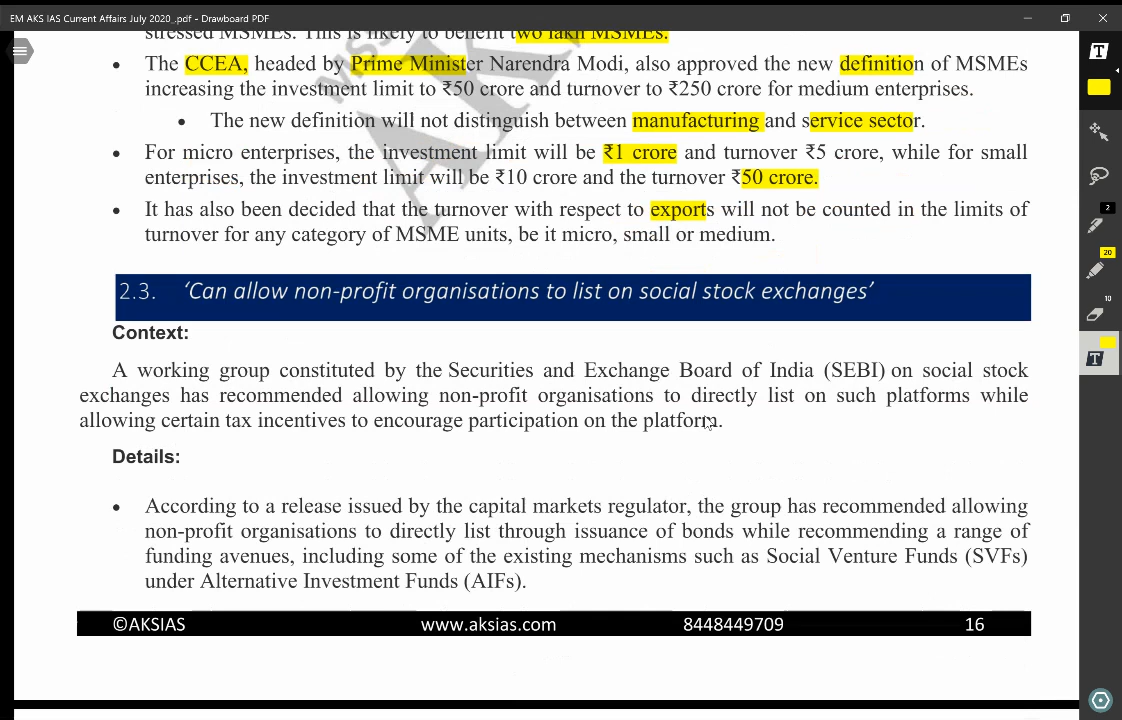 EM AKS IAS Current Affairs July 2020_.pdf - Drawboard PDF
stressed MSMEs. This is likely to benefit two lakh MSMEs.
• The CCEA, headed by Prime Minister Narendra Modi, also approved the new definition of MSMEs
increasing the investment limit to ₹50 crore and turnover to ₹250 crore for medium enterprises.
• The new definition will not distinguish between manufacturing and service sector.
• For micro enterprises, the investment limit will be ₹1 crore and turnover ₹5 crore, while for small
enterprises, the investment limit will be ₹10 crore and the turnover ₹50 crore.
• It has also been decided that the turnover with respect to exports will not be counted in the limits of
turnover for any category of MSME units, be it micro, small or medium.
2.3. ‘Can allow non-profit organisations to list on social stock exchanges’
Context:
A working group constituted by the Securities and Exchange Board of India (SEBI) on social stock
exchanges has recommended allowing non-profit organisations to directly list on such platforms while
allowing certain tax incentives to encourage participation on the platform.
Details:
• According to a release issued by the capital markets regulator, the group has recommended allowing
non-profit organisations to directly list through issuance of bonds while recommending a range of
funding avenues, including some of the existing mechanisms such as Social Venture Funds (SVFs)
under Alternative Investment Funds (AIFs).
©AKSIAS www.aksias.com 8448449709 16
T
2
20
10
T